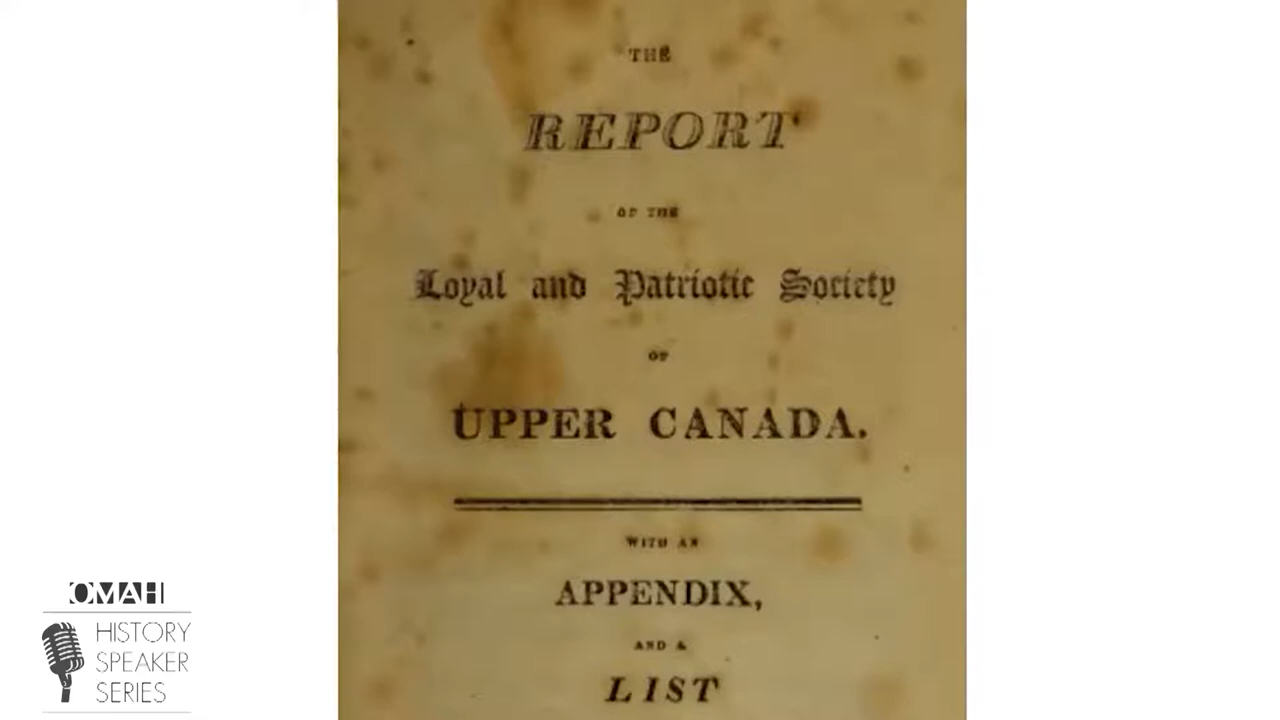 THE
REPORT
OF THE
Loyal and Patriotic Society
OF
UPPER CANADA.
WITH AN
APPENDIX,
AND A
LIST
OMAH
HISTORY
SPEAKER
SERIES